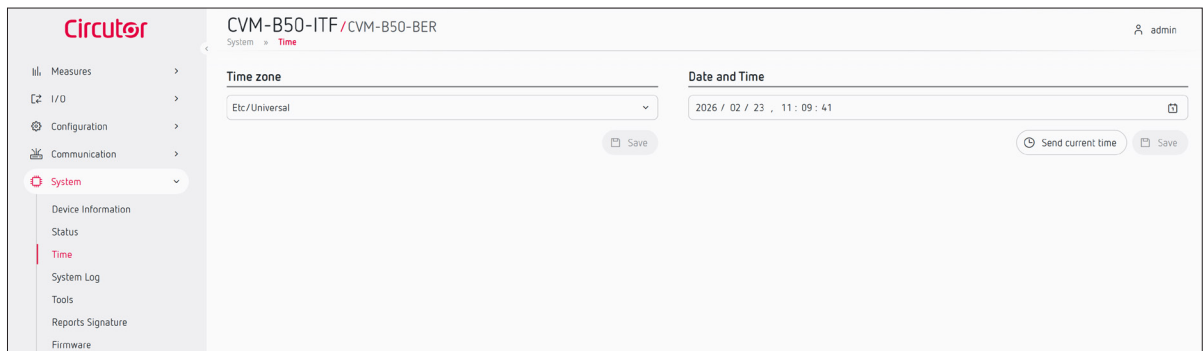 Circutor
CVM-B50-ITF/CVM-B50-BER
System » Time
admin
Measures
I/O
Configuration
Communication
System
Device Information
Status
Time
System Log
Tools
Reports Signature
Firmware
Time zone
Etc/Universal
Save
Date and Time
2026 / 02 / 23 , 11 : 09 : 41
Send current time
Save